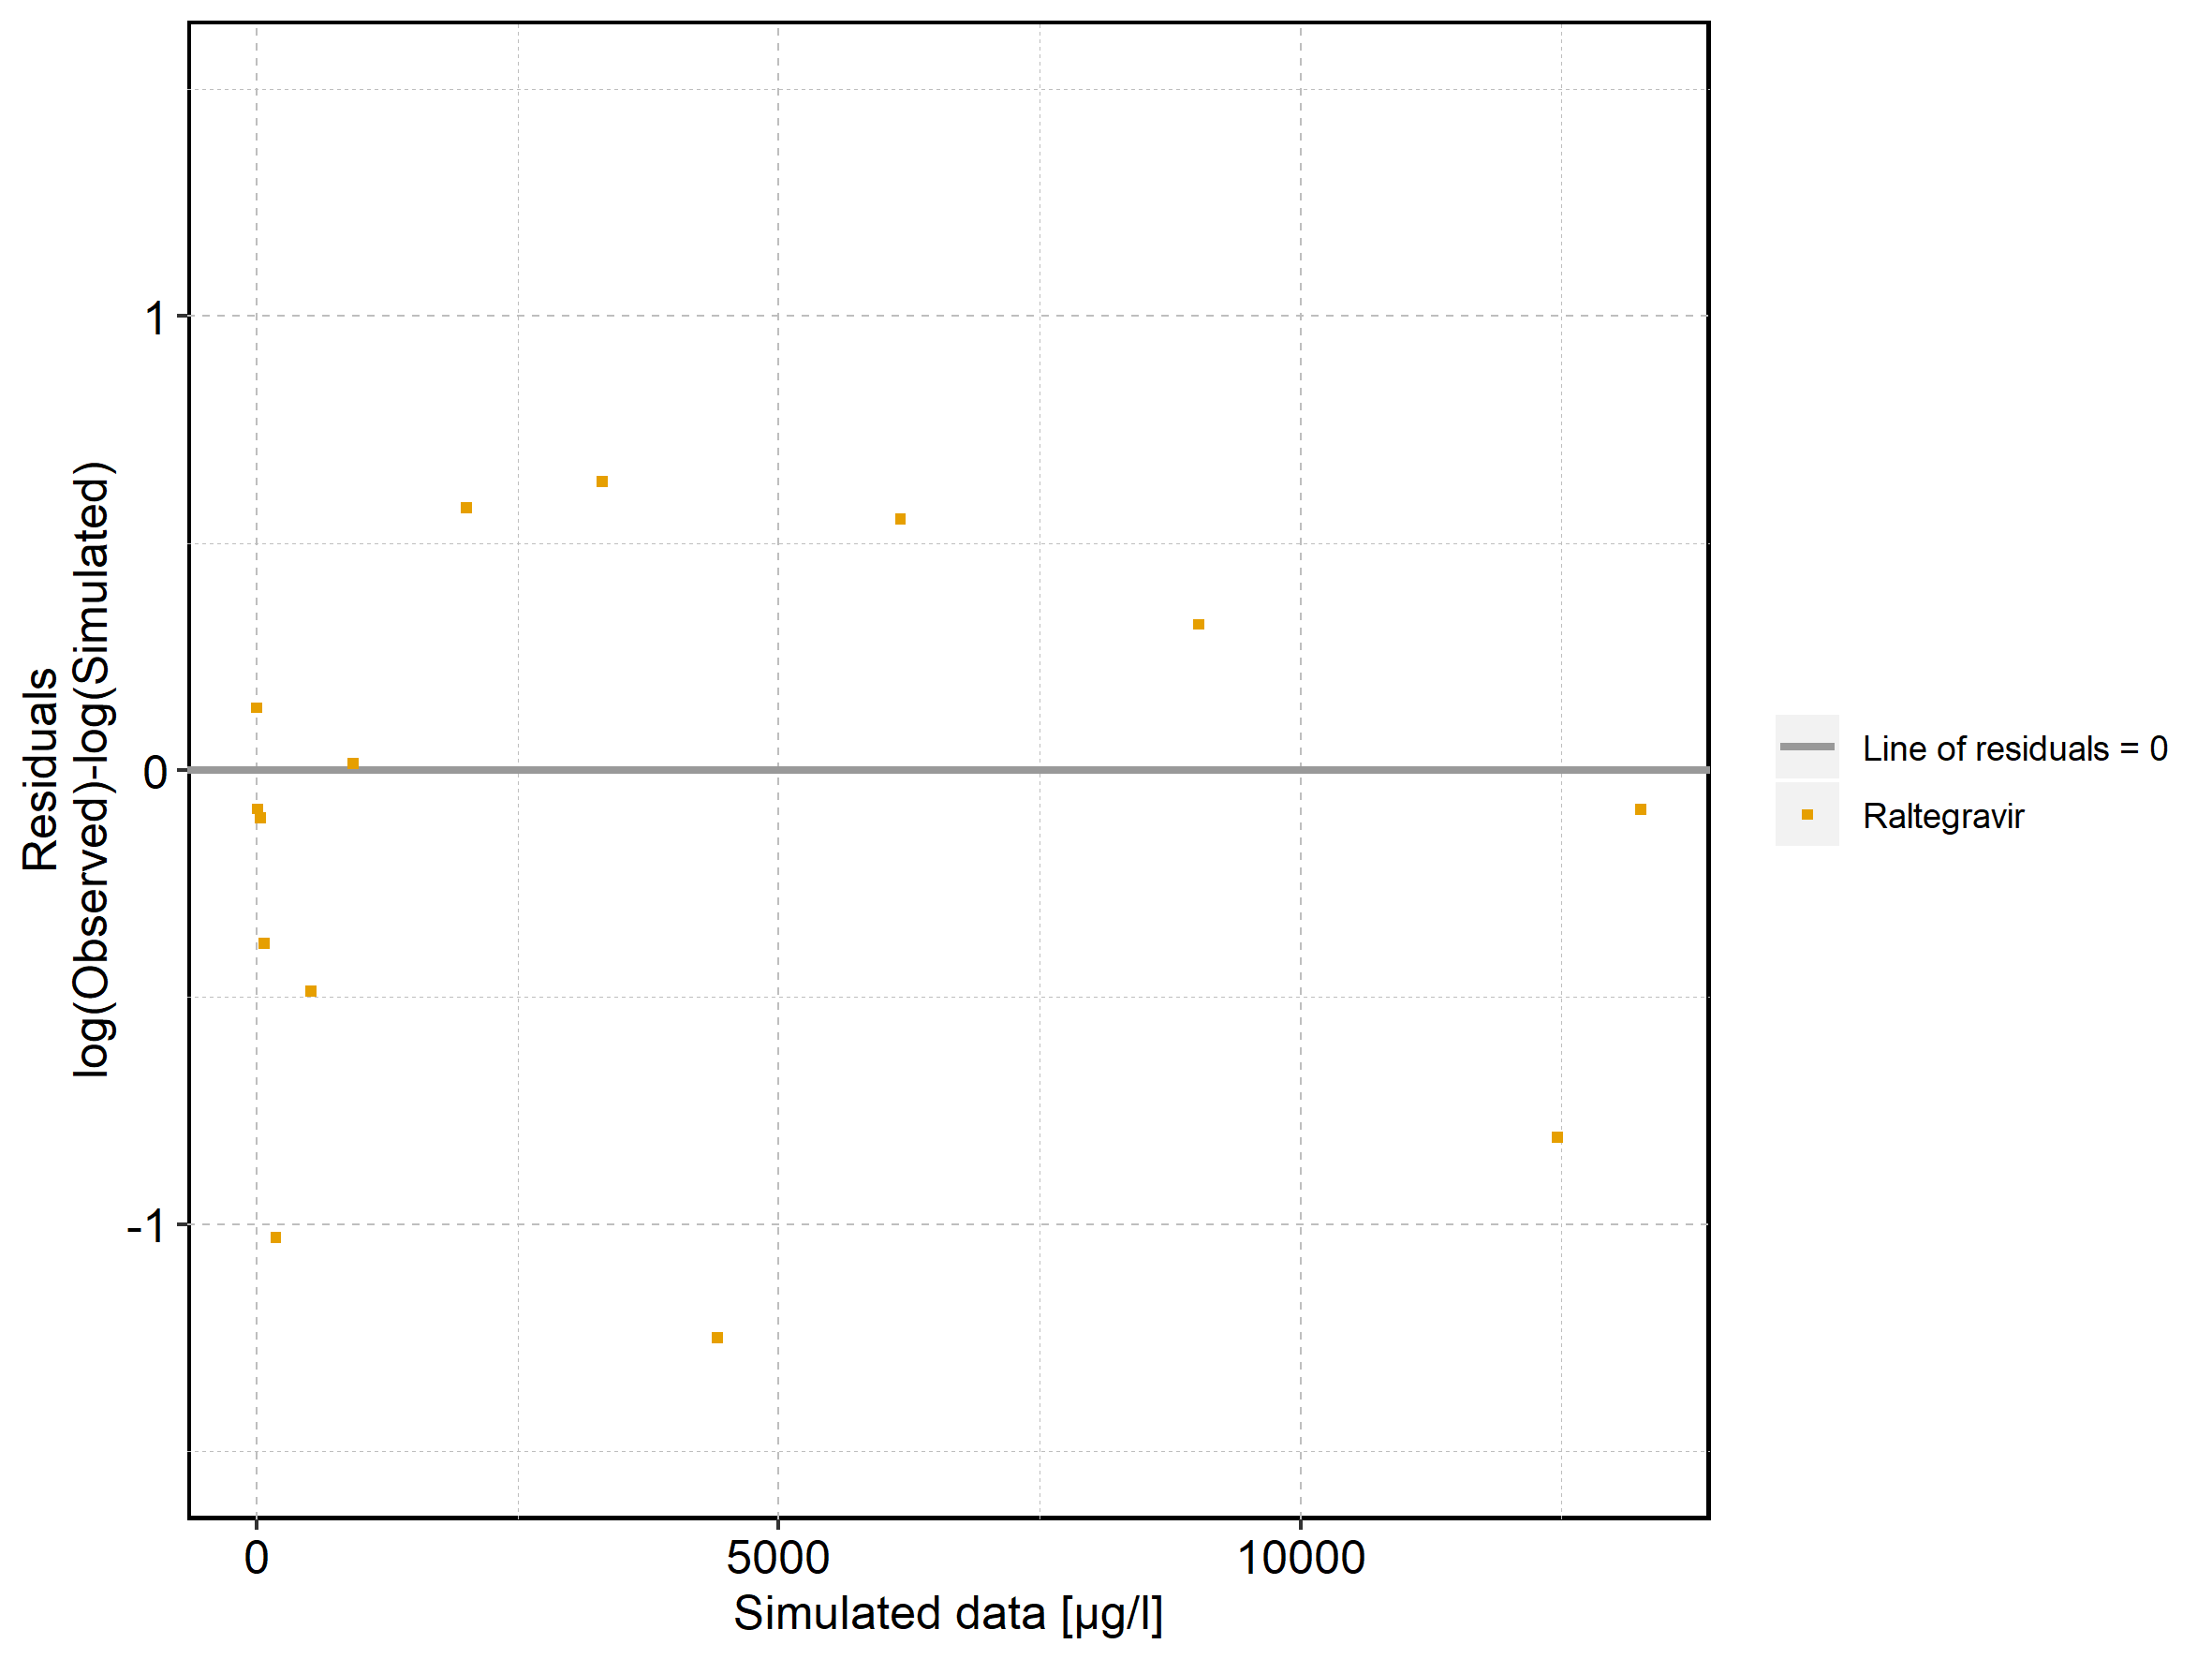 Residuals
log(Observed)-log(Simulated)
1
0
-1
0
5000
10000
Simulated data [µg/l]
Line of residuals = 0
Raltegravir